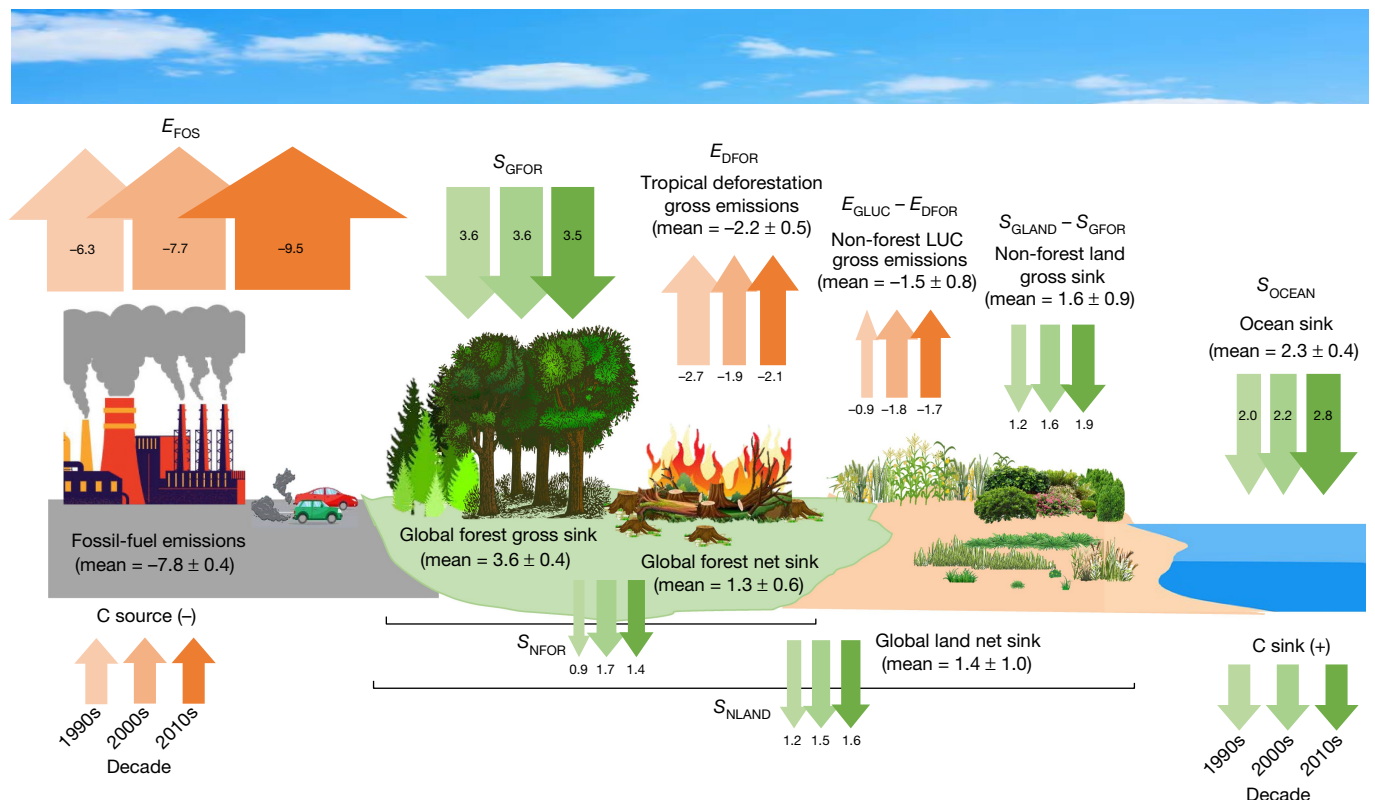 E_FOS
−6.3
−7.7
−9.5
S_GFOR
3.6
3.6
3.5
E_DFOR
Tropical deforestation
gross emissions
(mean = −2.2 ± 0.5)
−2.7
−1.9
−2.1
E_GLUC − E_DFOR
Non-forest LUC
gross emissions
(mean = −1.5 ± 0.8)
−0.9
−1.8
−1.7
S_GLAND − S_GFOR
Non-forest land
gross sink
(mean = 1.6 ± 0.9)
1.2
1.6
1.9
S_OCEAN
Ocean sink
(mean = 2.3 ± 0.4)
2.0
2.2
2.8
Fossil-fuel emissions
(mean = −7.8 ± 0.4)
Global forest gross sink
(mean = 3.6 ± 0.4)
Global forest net sink
(mean = 1.3 ± 0.6)
S_NFOR
0.9
1.7
1.4
Global land net sink
(mean = 1.4 ± 1.0)
S_NLAND
1.2
1.5
1.6
C source (−)
1990s
2000s
2010s
Decade
C sink (+)
1990s
2000s
2010s
Decade